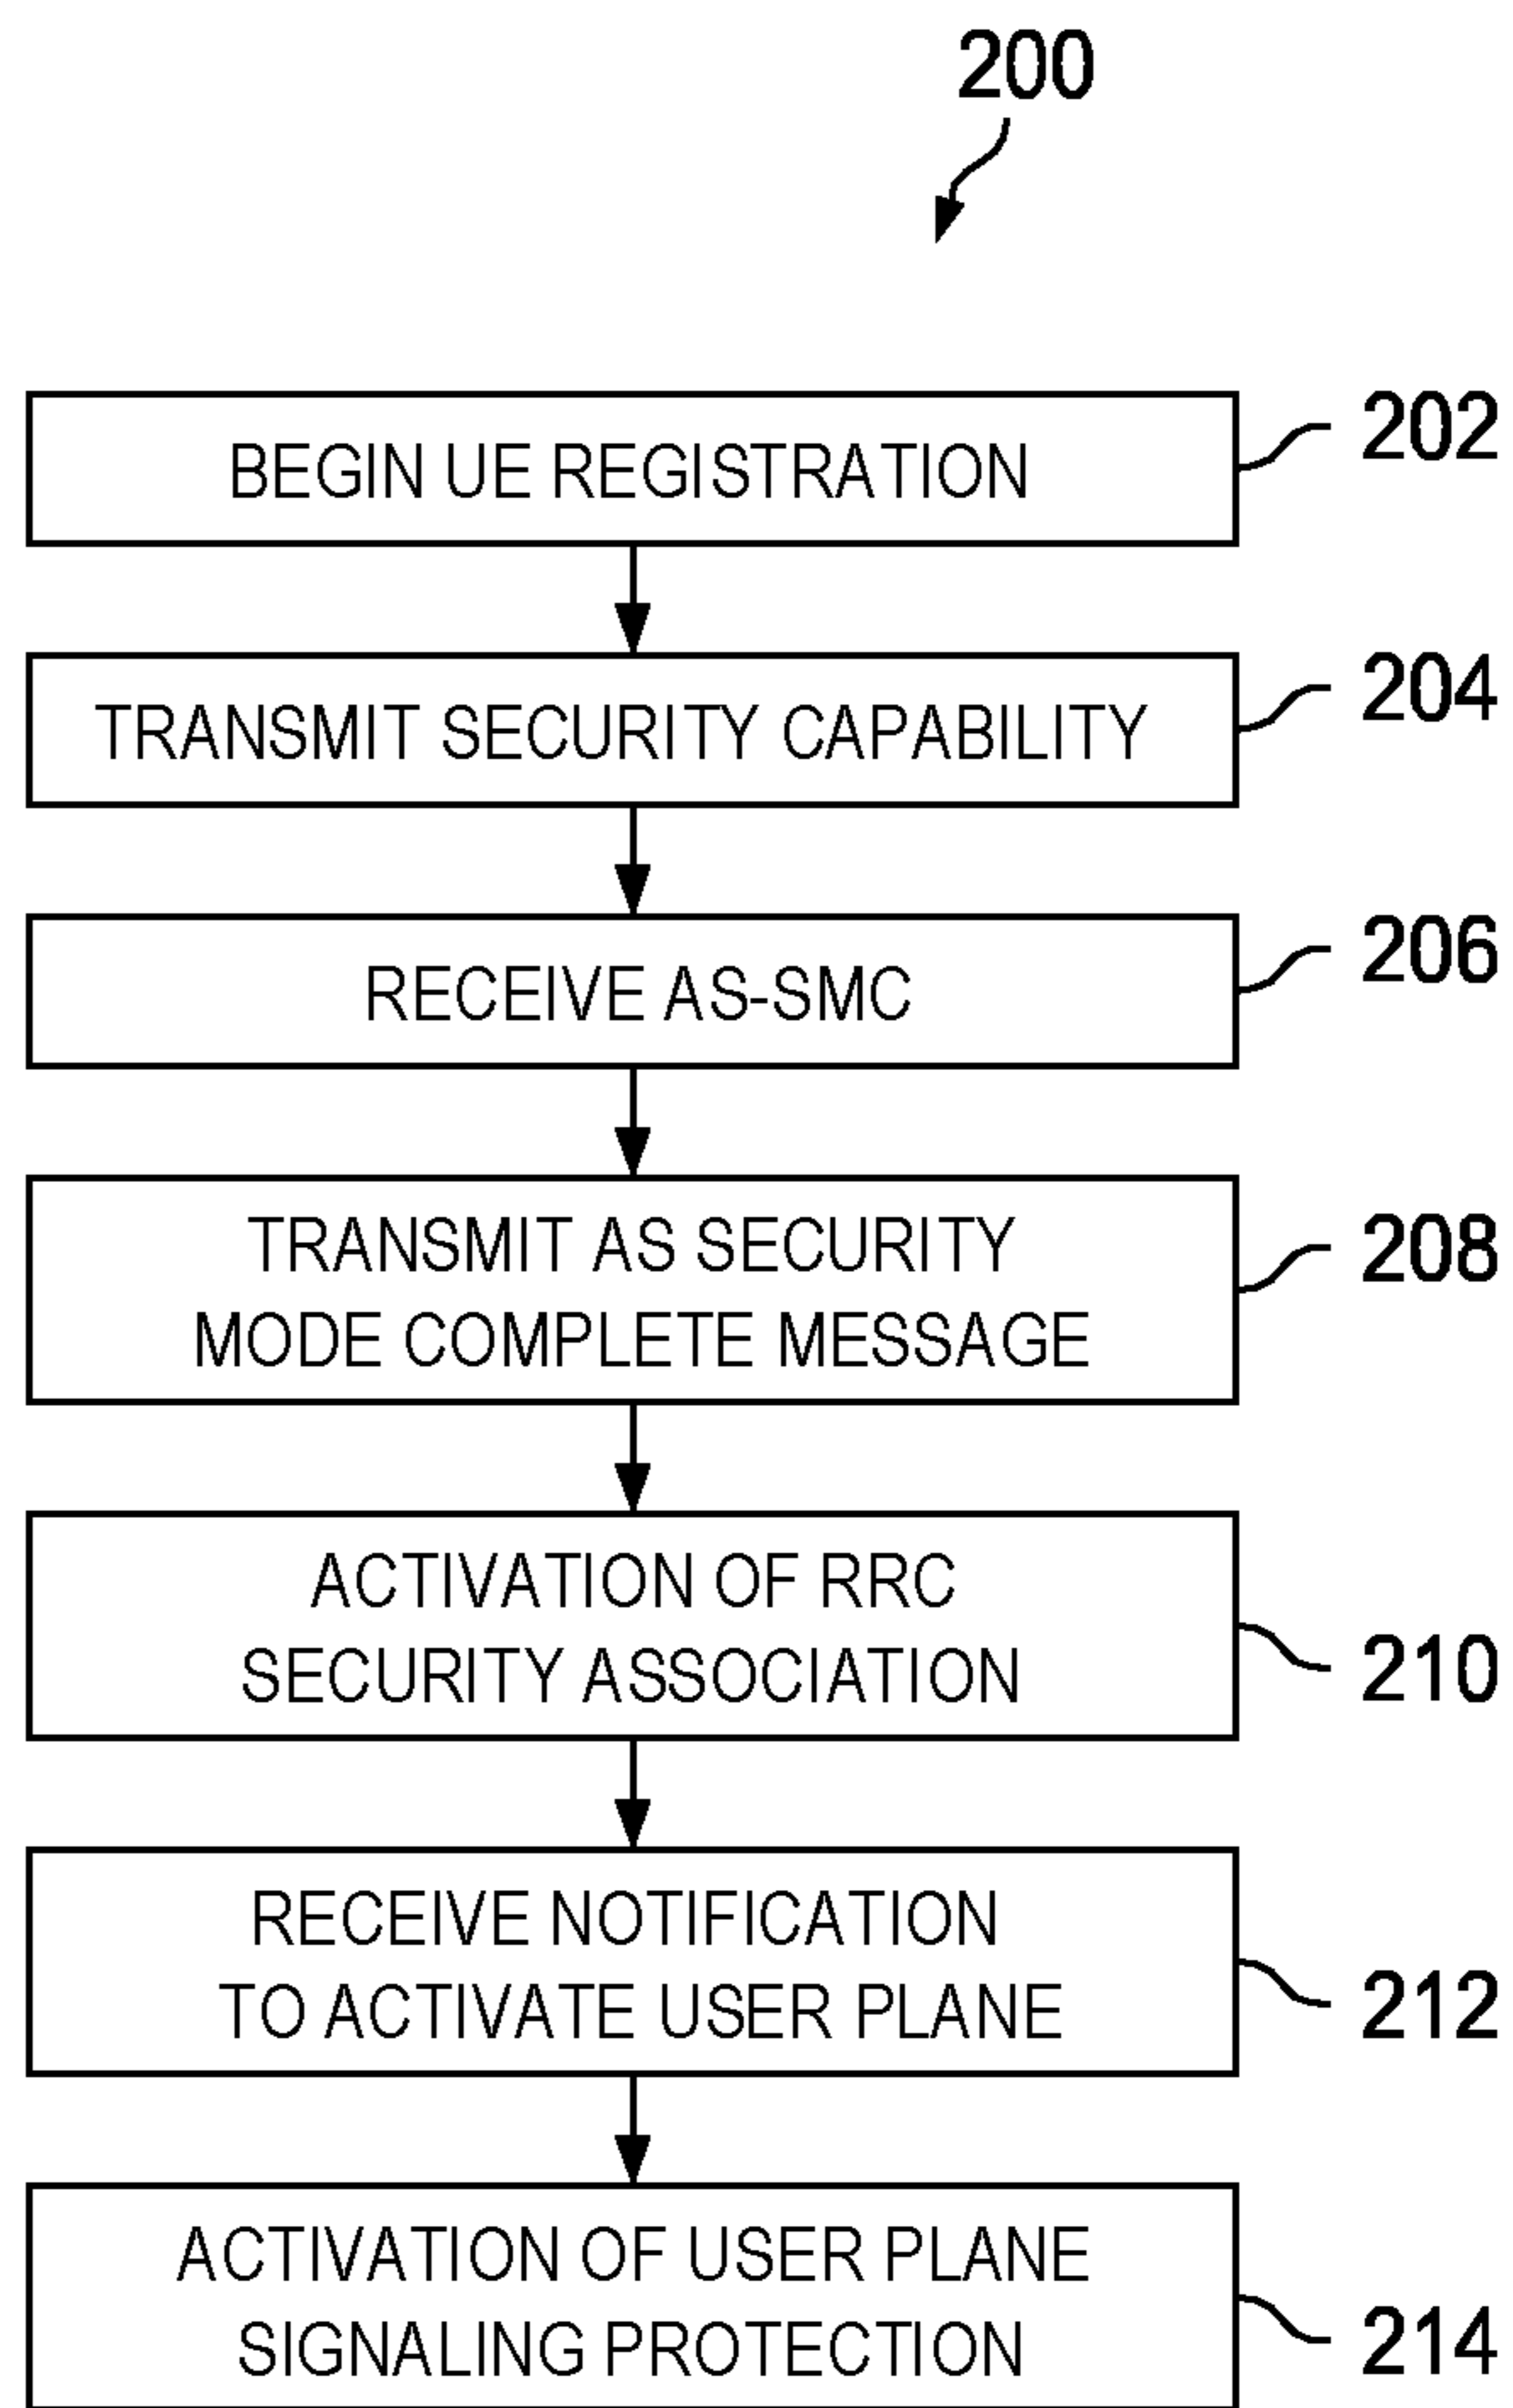 200
BEGIN UE REGISTRATION
202
TRANSMIT SECURITY CAPABILITY
204
RECEIVE AS-SMC
206
TRANSMIT AS SECURITY
MODE COMPLETE MESSAGE
208
ACTIVATION OF RRC
SECURITY ASSOCIATION
210
RECEIVE NOTIFICATION
TO ACTIVATE USER PLANE
212
ACTIVATION OF USER PLANE
SIGNALING PROTECTION
214